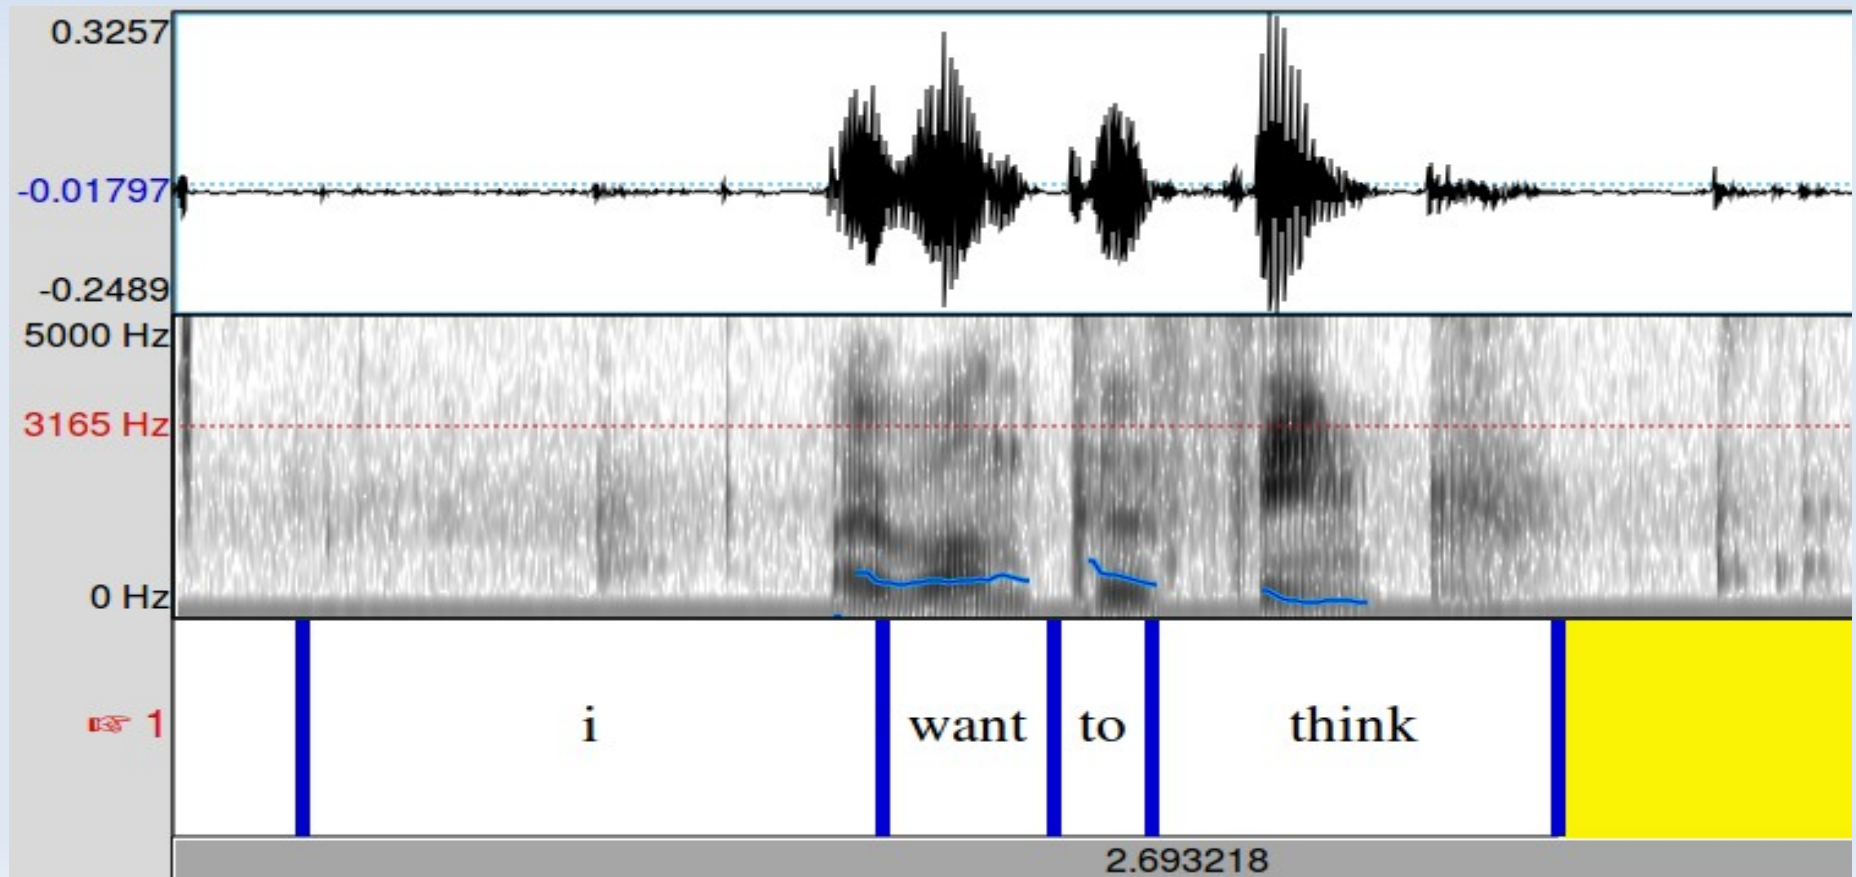 0.3257
-0.01797
-0.2489
5000 Hz
3165 Hz
0 Hz
☞ 1
i want to think
2.693218